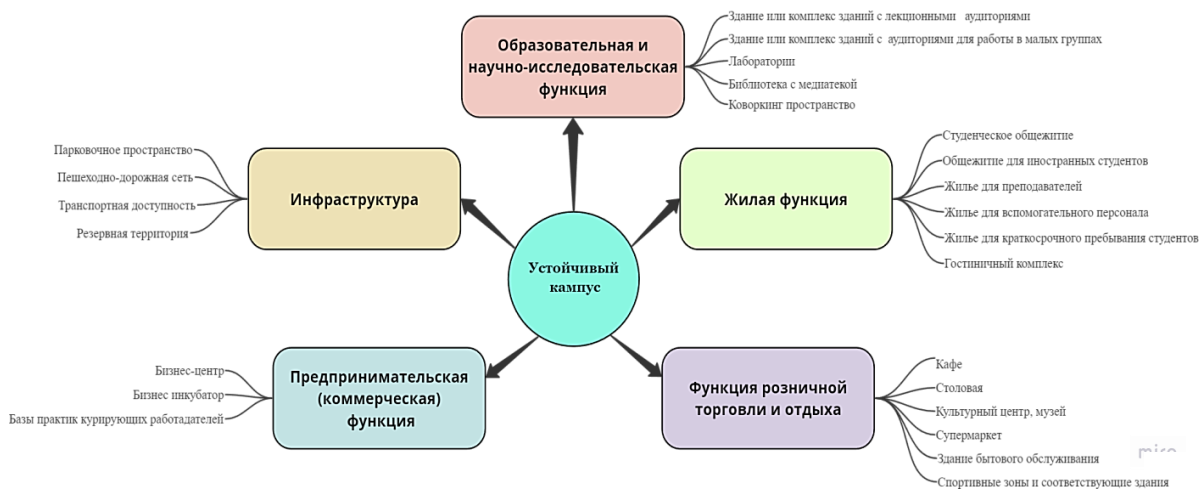 Образовательная и
научно-исследовательская
функция
Здание или комплекс зданий с лекционными аудиториями
Здание или комплекс зданий с аудиториями для работы в малых группах
Лаборатории
Библиотека с медиатекой
Коворкинг пространство
Парковочное пространство
Пешеходно-дорожная сеть
Транспортная доступность
Резервная территория
Инфраструктура
Жилая функция
Студенческое общежитие
Общежитие для иностранных студентов
Жилье для преподавателей
Жилье для вспомогательного персонала
Жилье для краткосрочного пребывания студентов
Гостиничный комплекс
Устойчивый
кампус
Бизнес-центр
Бизнес инкубатор
Базы практик курирующих работадателей
Предпринимательская
(коммерческая)
функция
Функция розничной
торговли и отдыха
Кафе
Столовая
Культурный центр, музей
Супермаркет
Здание бытового обслуживания
Спортивные зоны и соответствующие здания
miro